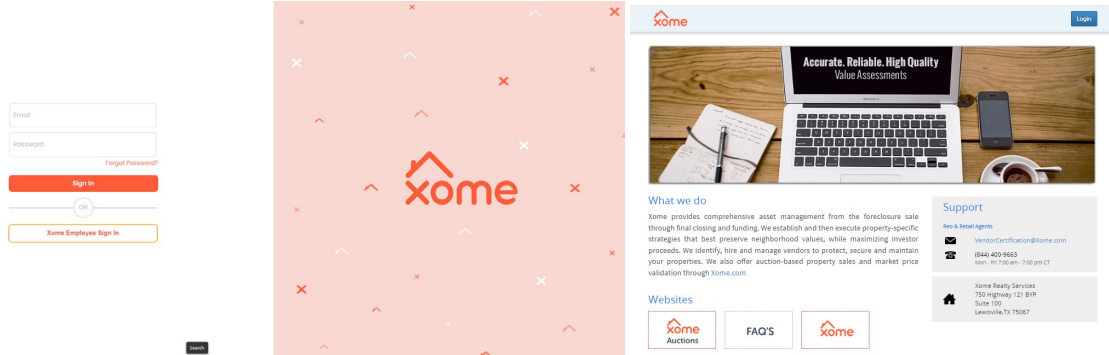 Email
Password
Forgot Password?
Sign In
OR
Xome Employee Sign In
Search
xome
xome
Login
Accurate. Reliable. High Quality
Value Assessments
What we do
Xome provides comprehensive asset management from the foreclosure sale
through final closing and funding. We establish and then execute property-specific
strategies that best preserve neighborhood values, while maximizing investor
proceeds. We identify, hire and manage vendors to protect, secure and maintain
your properties. We also offer auction-based property sales and market price
validation through Xome.com
Websites
xome
Auctions
FAQ'S
xome
Support
Reo & Retail Agents
VendorCertification@Xome.com
(844) 400-9663
Mon - Fri 7:00 am - 7:00 pm CT
Xome Realty Services
750 Highway 121 BYP
Suite 100
Lewisville,TX 75067